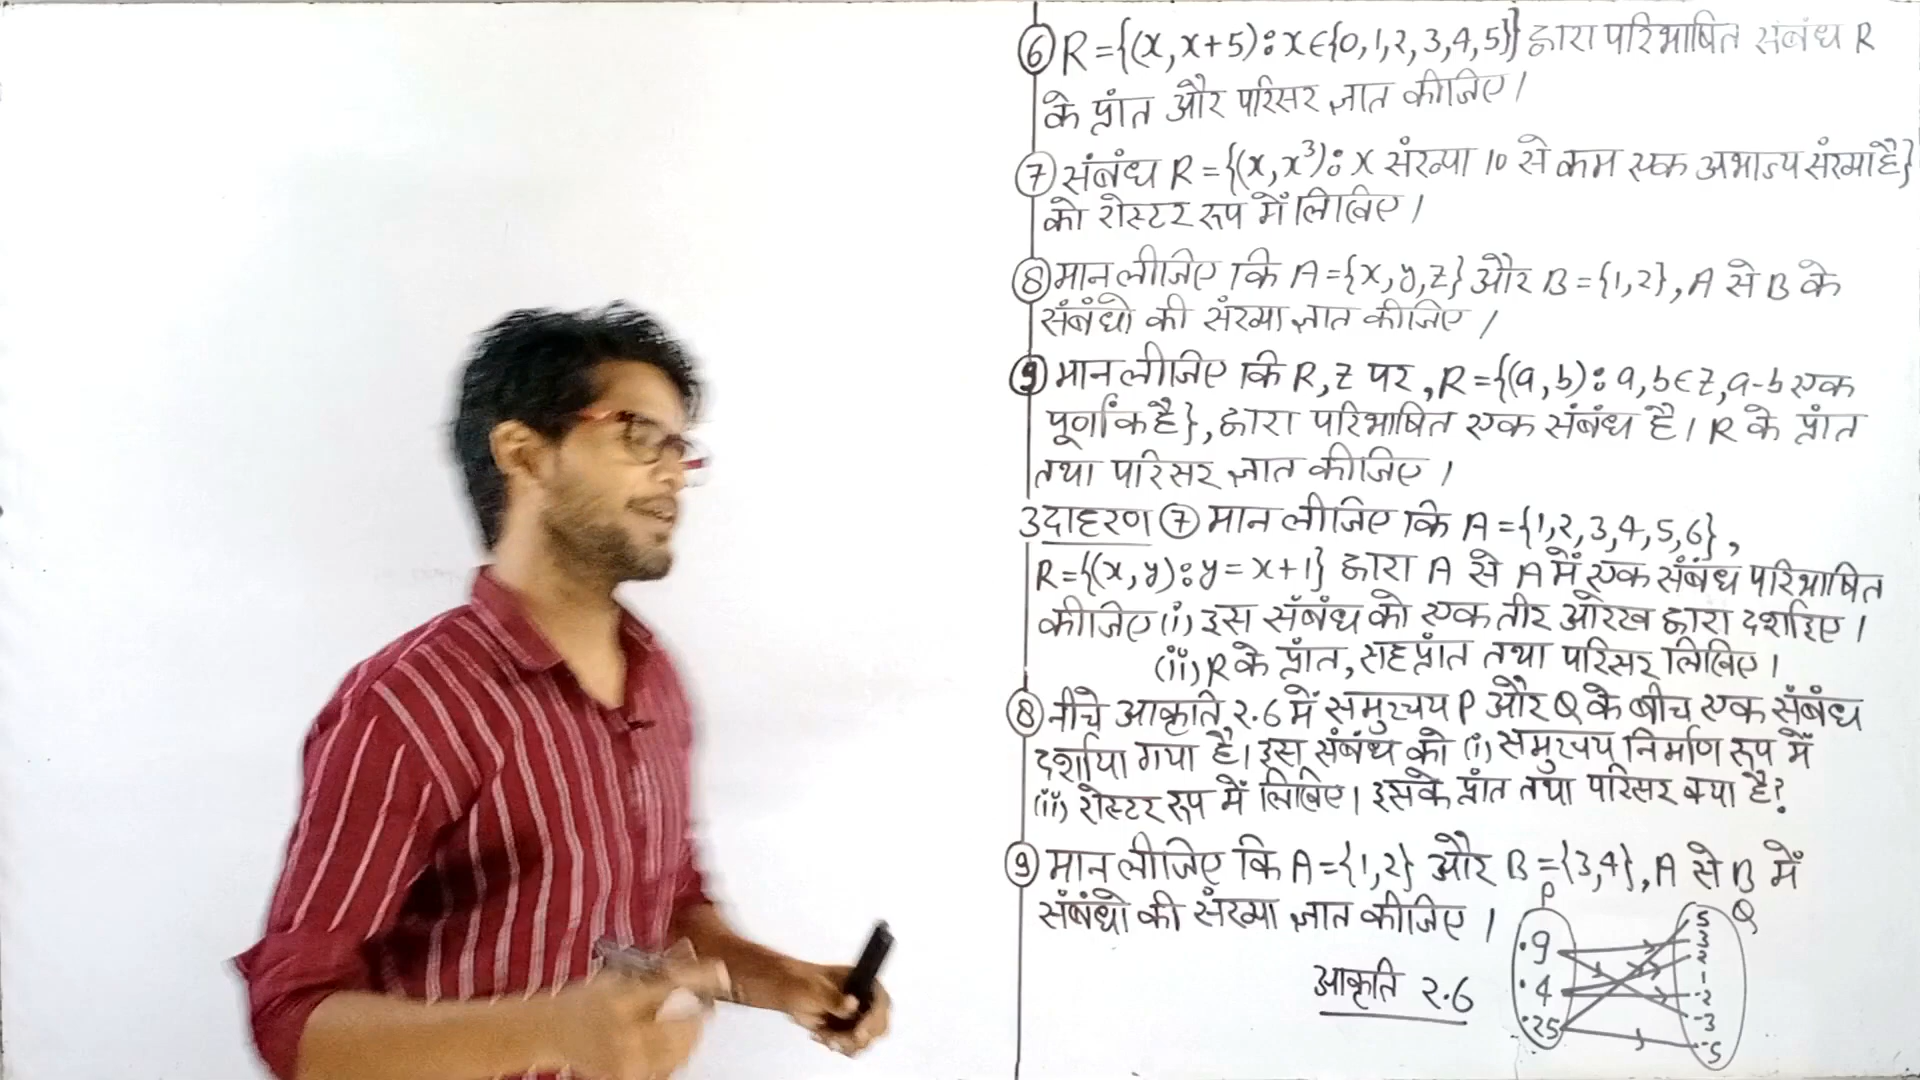 ⑥ R={(x, x+5): x∈{0,1,2,3,4,5}} द्वारा परिभाषित संबंध R
के प्रांत और परिसर ज्ञात कीजिए।
⑦ संबंध R={(x, x³): x संख्या 10 से कम एक अभाज्य संख्या है}
को रोस्टर रूप में लिखिए।
⑧ मान लीजिए कि A={x,y,z} और B={1,2}, A से B के
संबंधों की संख्या ज्ञात कीजिए।
⑨ मान लीजिए कि R, Z पर, R={(a,b): a,b∈Z, a-b एक
पूर्णांक है}, द्वारा परिभाषित एक संबंध है। R के प्रांत
तथा परिसर ज्ञात कीजिए।
उदाहरण ⑦ मान लीजिए कि A={1,2,3,4,5,6},
R={(x,y): y=x+1} द्वारा A से A में एक संबंध परिभाषित
कीजिए (i) इस संबंध को एक तीर आरेख द्वारा दर्शाइए।
(ii) R के प्रांत, सहप्रांत तथा परिसर लिखिए।
⑧ नीचे आकृति 2.6 में समुच्चय P और Q के बीच एक संबंध
दर्शाया गया है। इस संबंध को (i) समुच्चय निर्माण रूप में
(ii) रोस्टर रूप में लिखिए। इसके प्रांत तथा परिसर क्या है?
⑨ मान लीजिए कि A={1,2} और B={3,4}, A से B में
संबंधों की संख्या ज्ञात कीजिए।
आकृति 2.6
P
.9
.4
.25
Q
5
3
2
1
-2
-3
-5